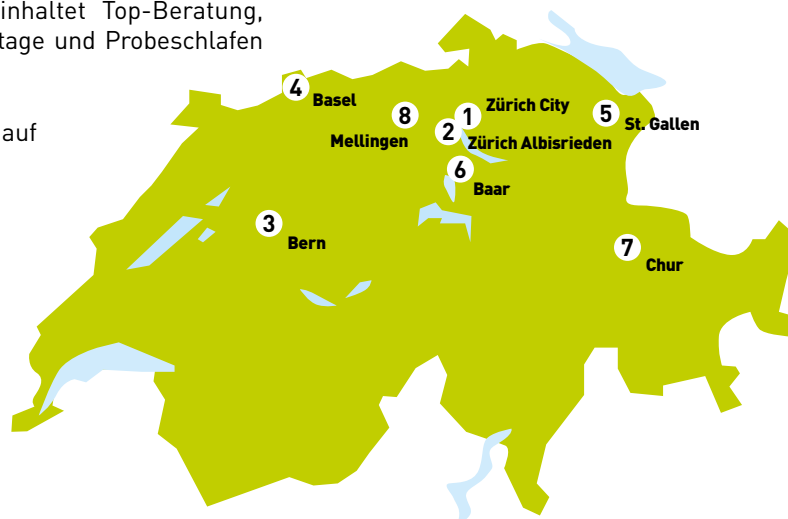 inhaltet Top-Beratung,
tage und Probeschlafen
auf
4 Basel
8 Mellingen
1 Zürich City
2 Zürich Albisrieden
5 St. Gallen
6 Baar
3 Bern
7 Chur